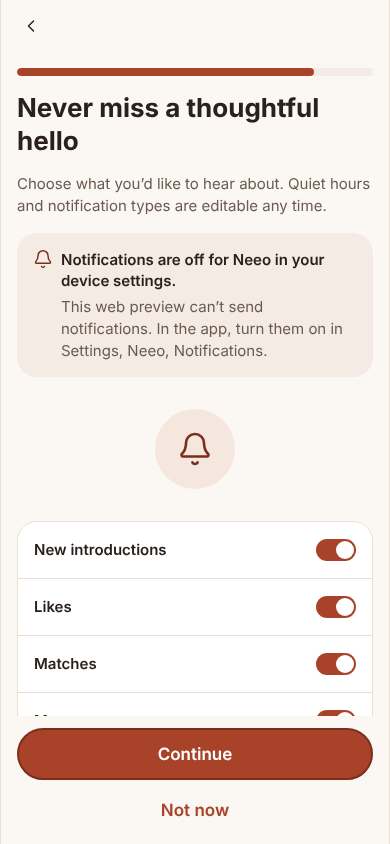 Never miss a thoughtful
hello
Choose what you’d like to hear about. Quiet hours
and notification types are editable any time.
Notifications are off for Neeo in your
device settings.
This web preview can’t send
notifications. In the app, turn them on in
Settings, Neeo, Notifications.
New introductions
Likes
Matches
Continue
Not now